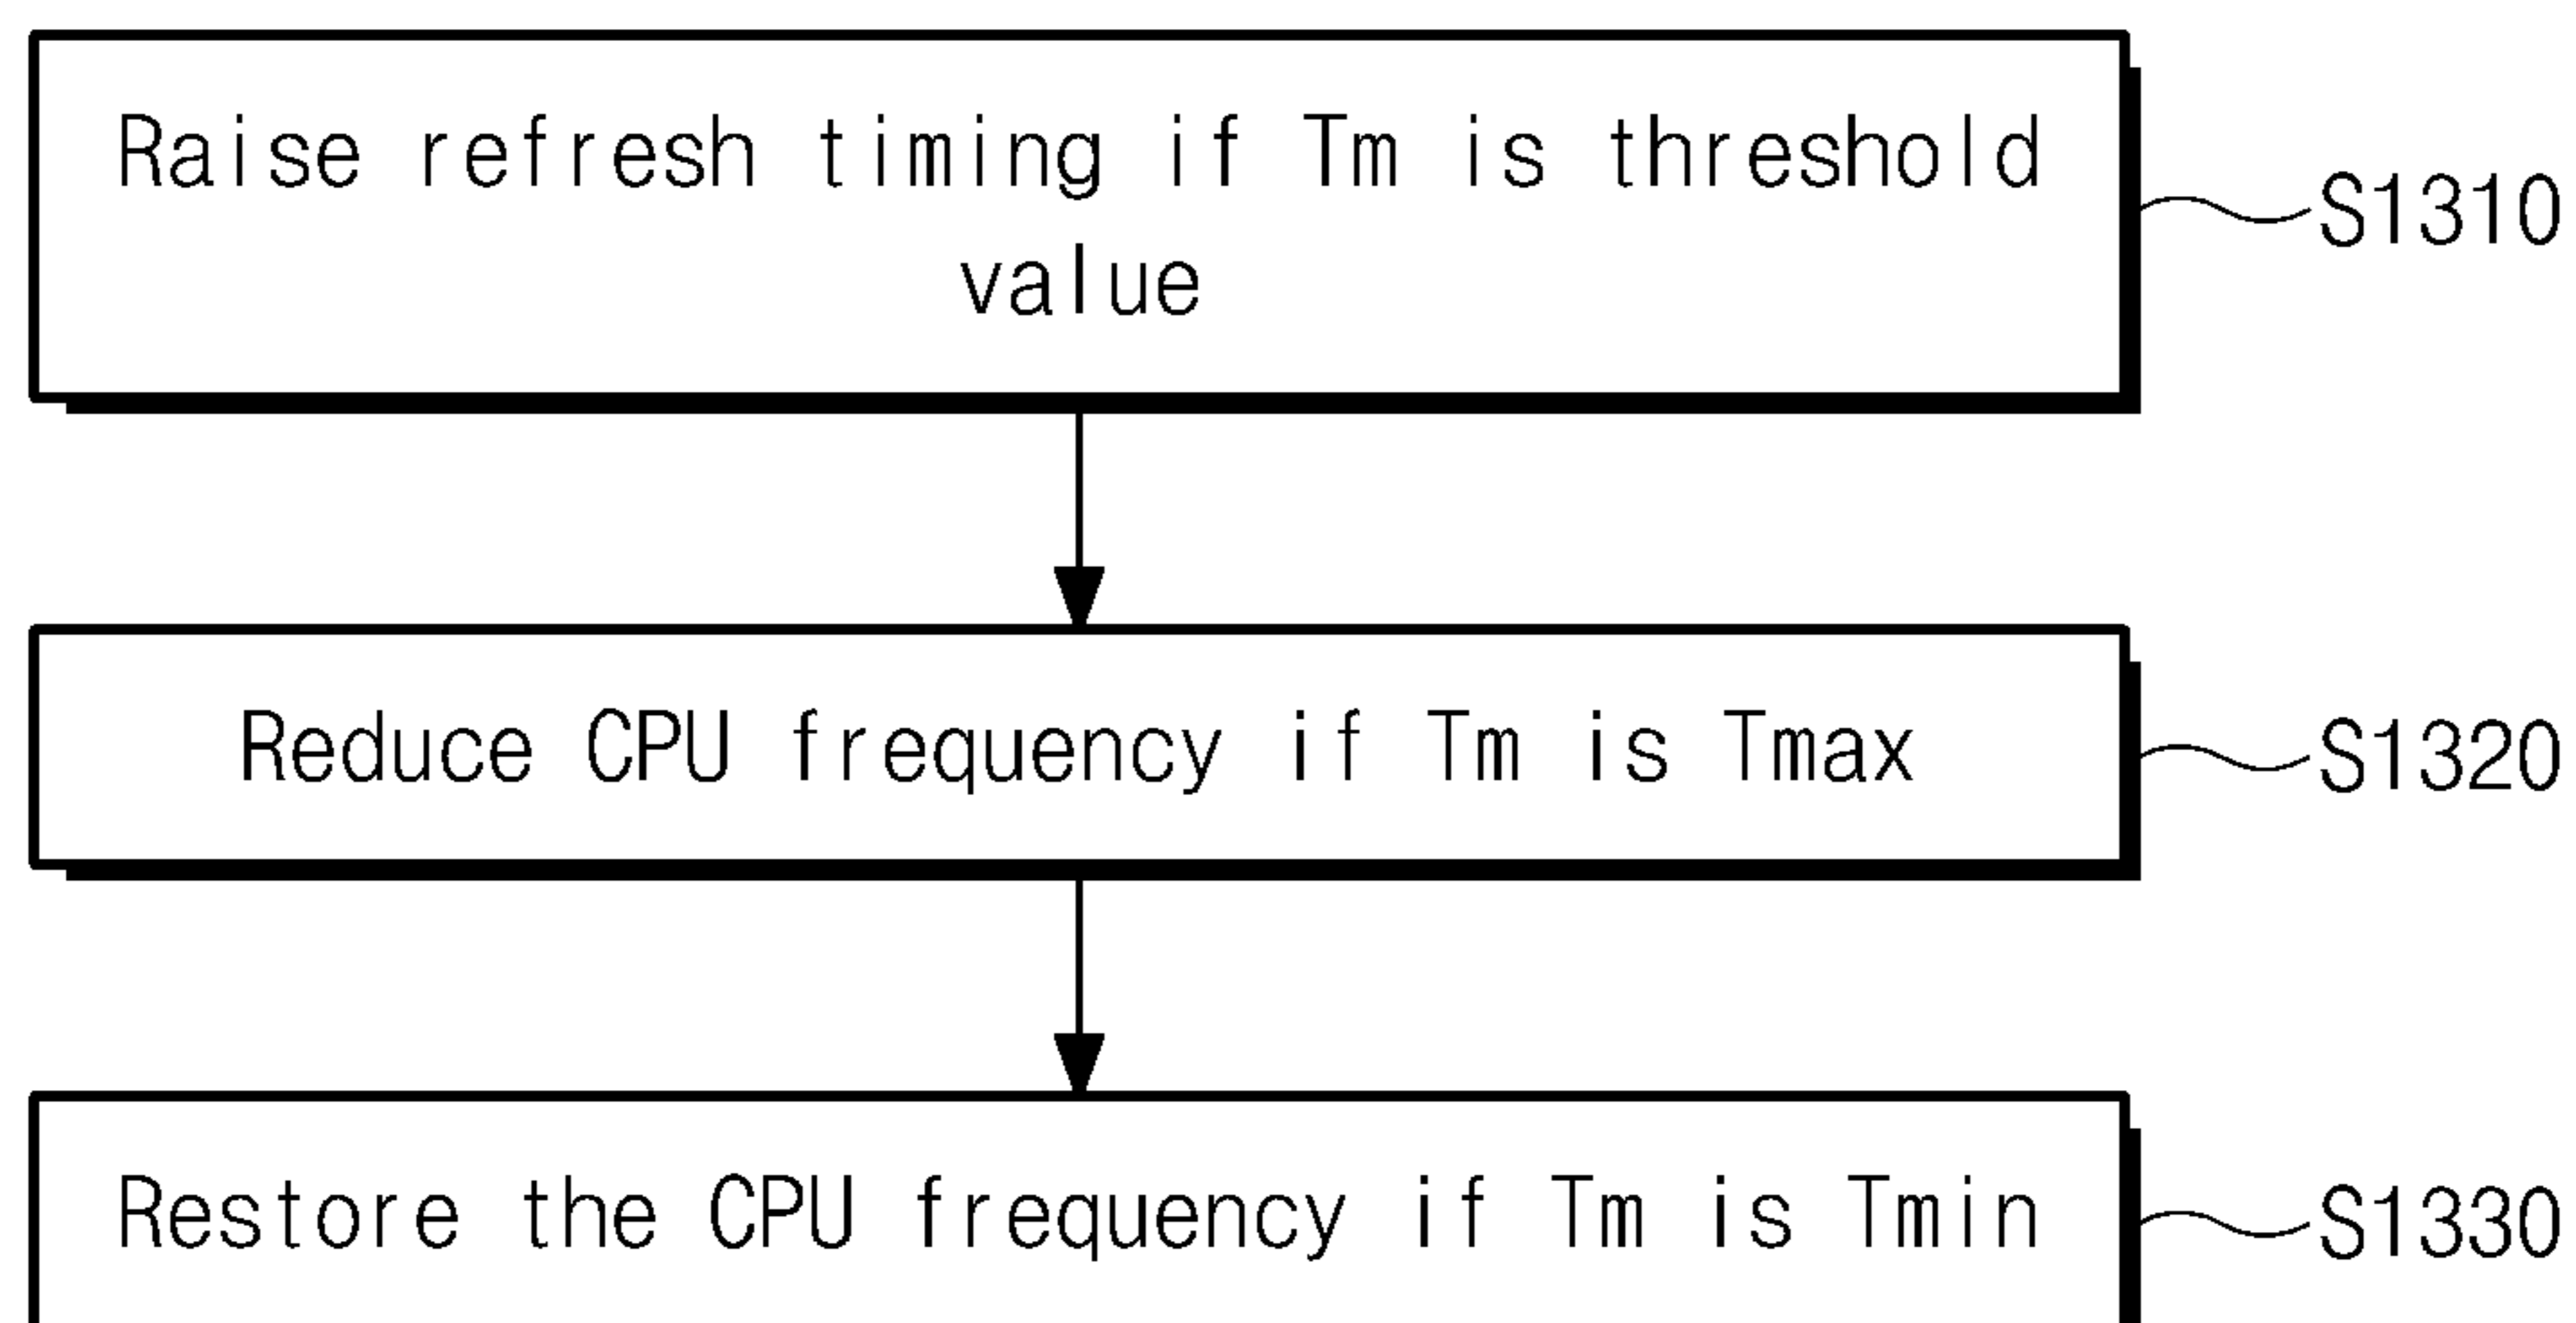 Raise refresh timing if Tm is threshold
value
S1310
Reduce CPU frequency if Tm is Tmax
S1320
Restore the CPU frequency if Tm is Tmin
S1330